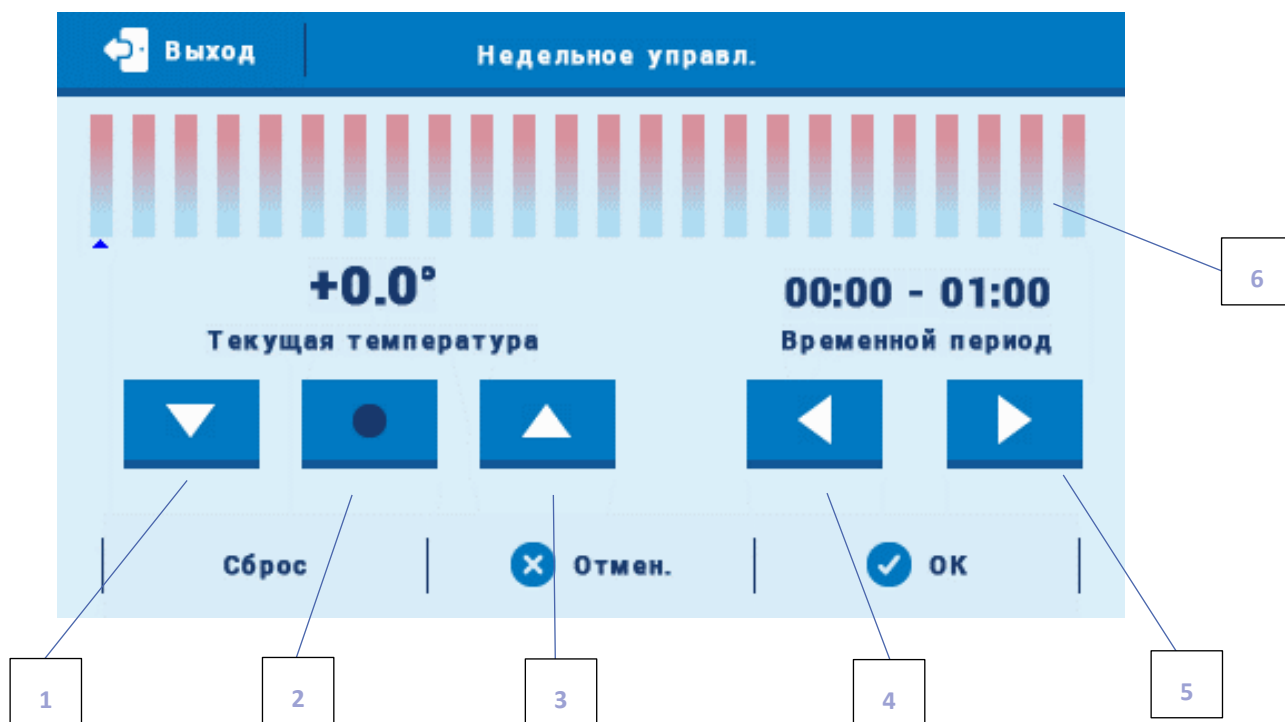 Выход
Недельное управл.
+0.0°
00:00 - 01:00
Текущая температура
Временной период
Сброс
Отмен.
ОК
1
2
3
4
5
6